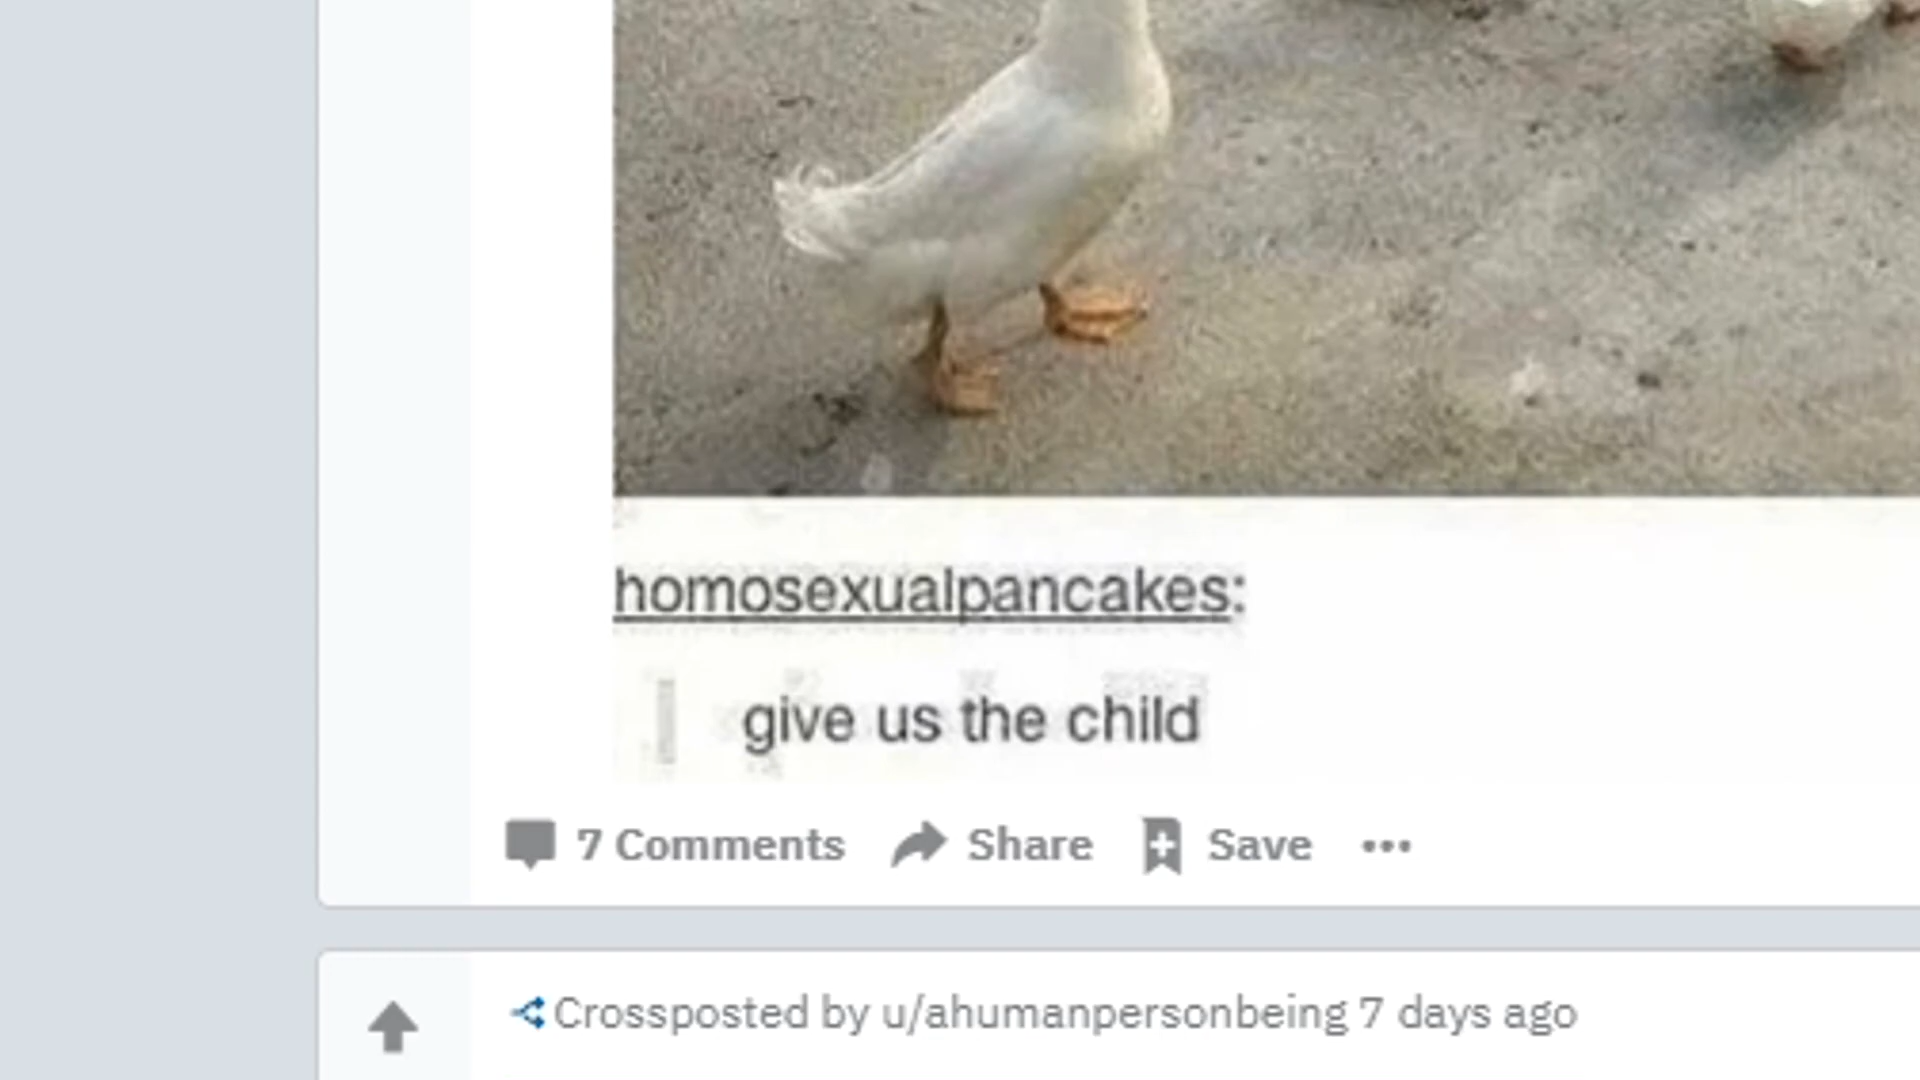 homosexualpancakes:
give us the child
7 Comments Share Save
Crossposted by u/ahumanpersonbeing 7 days ago